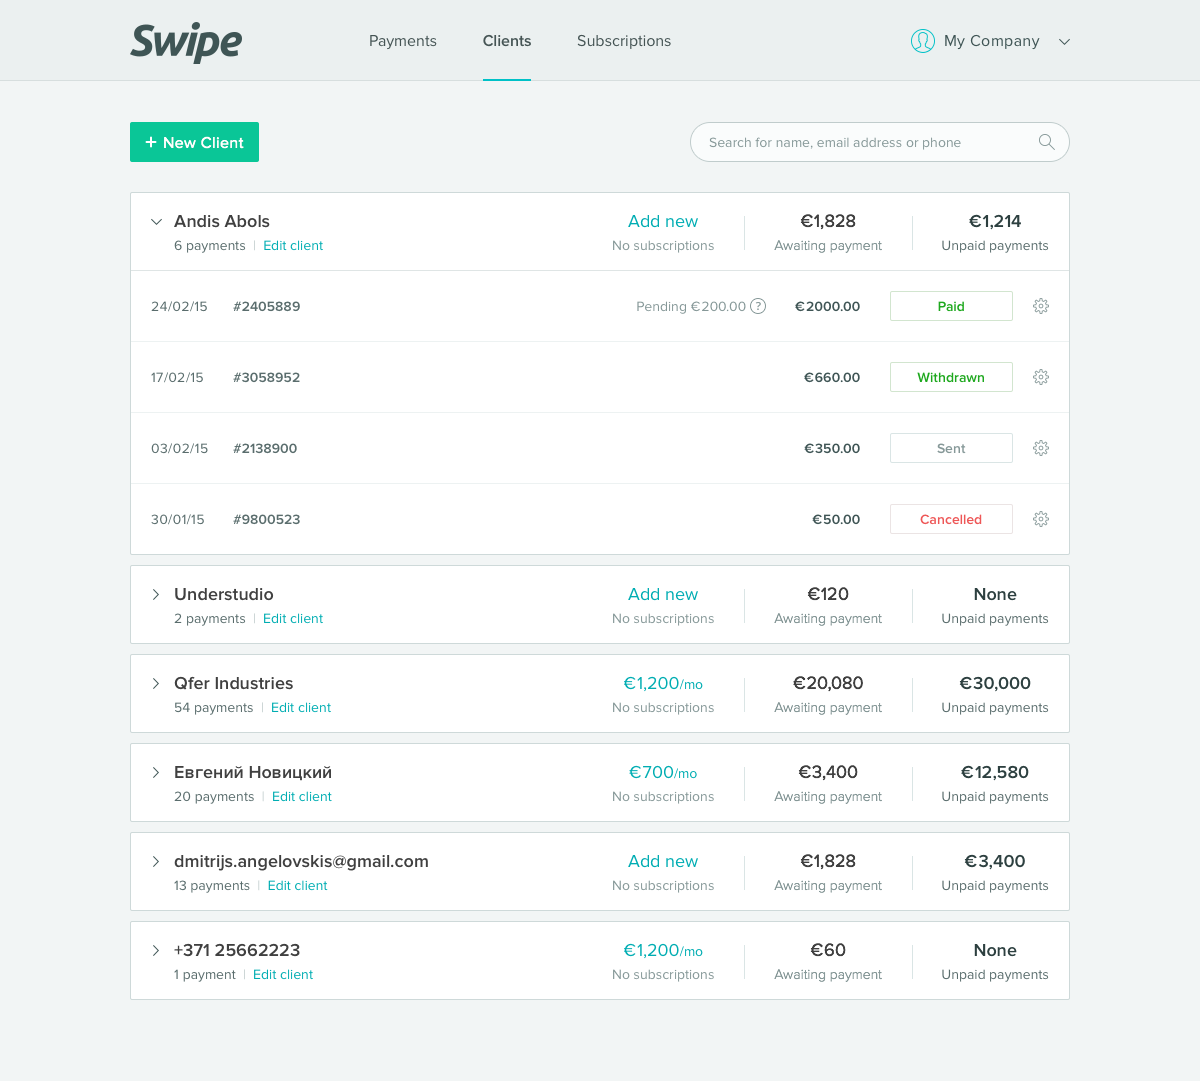 Swipe
Payments Clients Subscriptions My Company
+ New Client
Search for name, email address or phone
Andis Abols Add new €1,828 €1,214
6 payments | Edit client No subscriptions Awaiting payment Unpaid payments
24/02/15 #2405889 Pending €200.00 ? €2000.00 Paid
17/02/15 #3058952 €660.00 Withdrawn
03/02/15 #2138900 €350.00 Sent
30/01/15 #9800523 €50.00 Cancelled
Understudio Add new €120 None
2 payments | Edit client No subscriptions Awaiting payment Unpaid payments
Qfer Industries €1,200/mo €20,080 €30,000
54 payments | Edit client No subscriptions Awaiting payment Unpaid payments
Евгений Новицкий €700/mo €3,400 €12,580
20 payments | Edit client No subscriptions Awaiting payment Unpaid payments
dmitrijs.angelovskis@gmail.com Add new €1,828 €3,400
13 payments | Edit client No subscriptions Awaiting payment Unpaid payments
+371 25662223 €1,200/mo €60 None
1 payment | Edit client No subscriptions Awaiting payment Unpaid payments